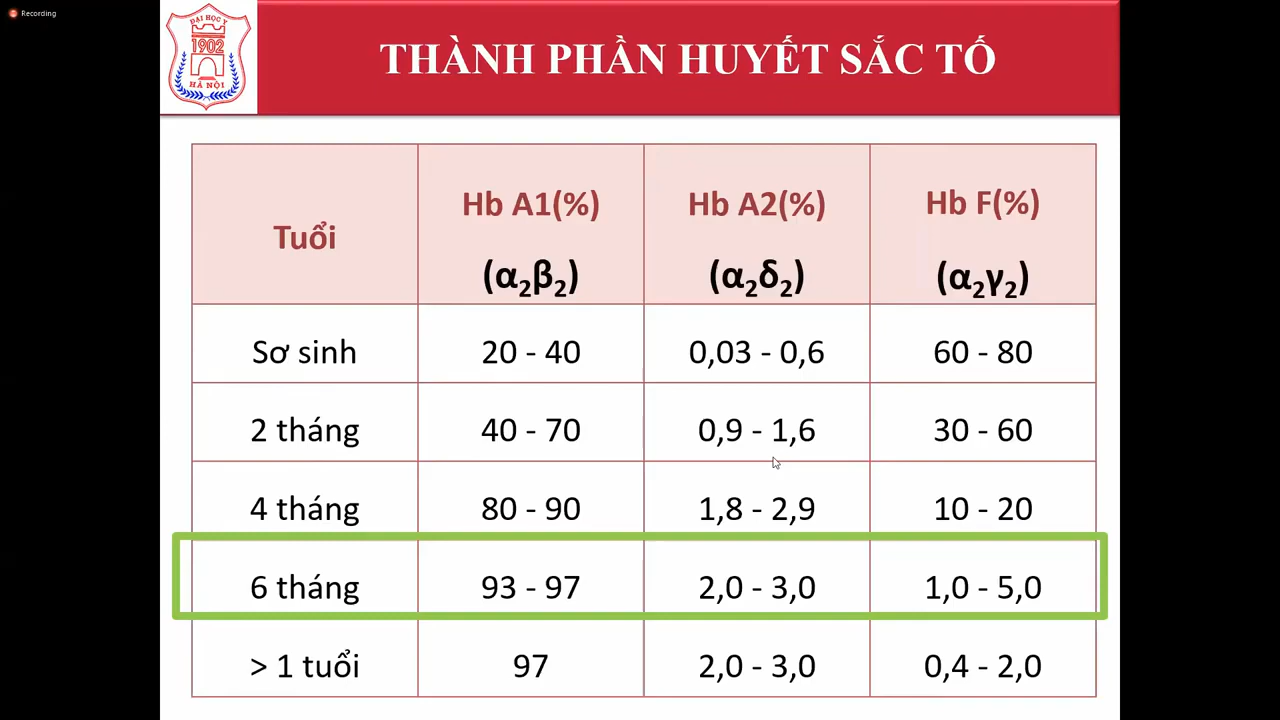 Recording
ĐẠI HỌC Y
1902
HÀ NỘI
THÀNH PHẦN HUYẾT SẮC TỐ
Tuổi
Hb A1(%)
(α₂β₂)
Hb A2(%)
(α₂δ₂)
Hb F(%)
(α₂γ₂)
Sơ sinh 20 - 40 0,03 - 0,6 60 - 80
2 tháng 40 - 70 0,9 - 1,6 30 - 60
4 tháng 80 - 90 1,8 - 2,9 10 - 20
6 tháng 93 - 97 2,0 - 3,0 1,0 - 5,0
> 1 tuổi 97 2,0 - 3,0 0,4 - 2,0